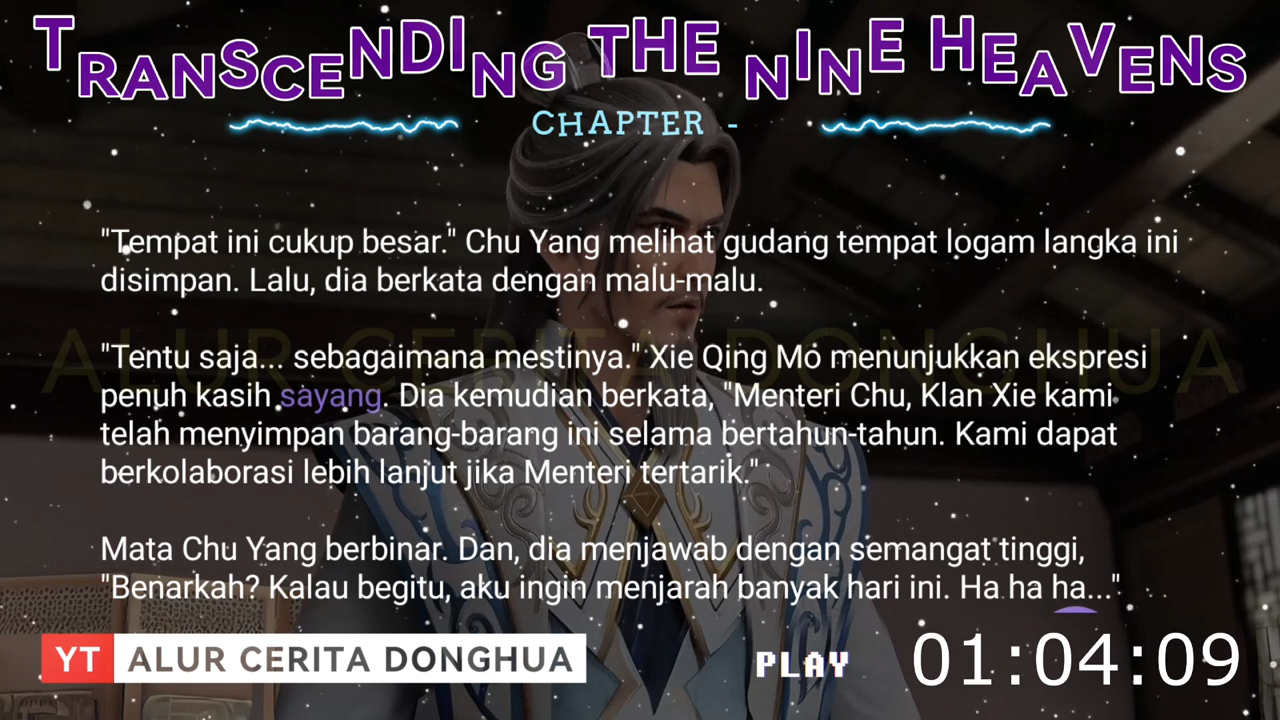 TRANSCENDING THE NINE HEAVENS
CHAPTER -
"Tempat ini cukup besar." Chu Yang melihat gudang tempat logam langka ini
disimpan. Lalu, dia berkata dengan malu-malu.
ALUR CERITA DONGHUA
"Tentu saja... sebagaimana mestinya." Xie Qing Mo menunjukkan ekspresi
penuh kasih sayang. Dia kemudian berkata, "Menteri Chu, Klan Xie kami
telah menyimpan barang-barang ini selama bertahun-tahun. Kami dapat
berkolaborasi lebih lanjut jika Menteri tertarik."
Mata Chu Yang berbinar. Dan, dia menjawab dengan semangat tinggi,
"Benarkah? Kalau begitu, aku ingin menjarah banyak hari ini. Ha ha ha..."
YT ALUR CERITA DONGHUA
PLAY 01:04:09